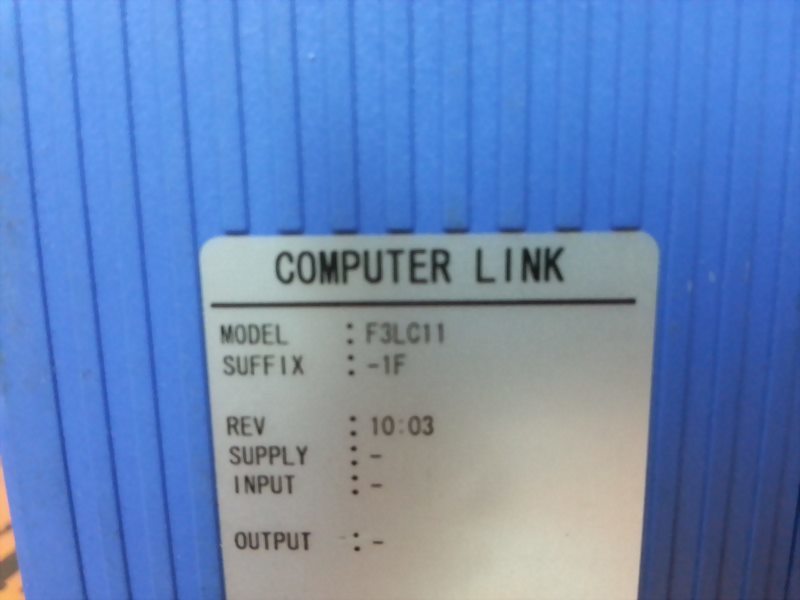 COMPUTER LINK
MODEL : F3LC11
SUFFIX : -1F
REV : 10:03
SUPPLY : -
INPUT : -
OUTPUT : -